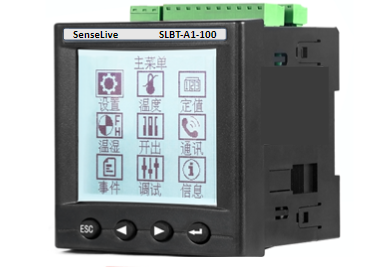 SenseLive SLBT-A1-100
主菜单
设置 温度 定值
F
H
温湿 开出 通讯
事件 调试 信息
ESC